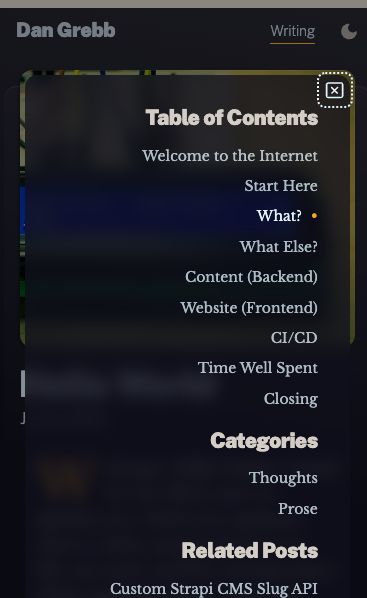 Dan Grebb
Writing
Table of Contents
Welcome to the Internet
Start Here
What?
What Else?
Content (Backend)
Website (Frontend)
CI/CD
Time Well Spent
Closing
Categories
Thoughts
Prose
Related Posts
Custom Strapi CMS Slug API